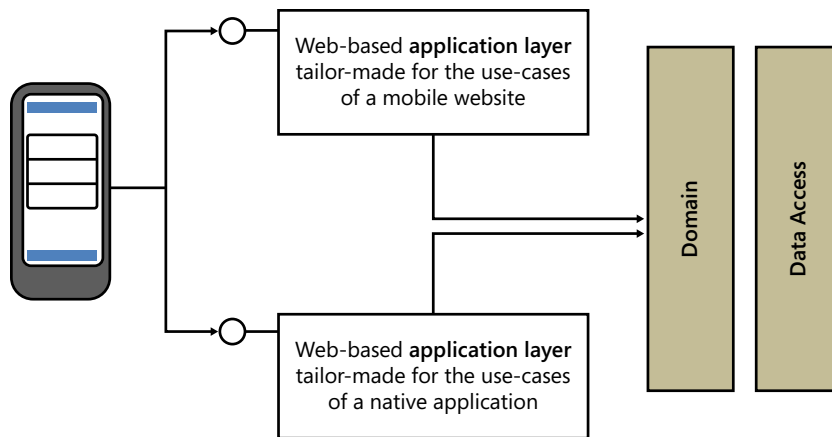 Web-based application layer
tailor-made for the use-cases
of a mobile website
Domain
Data Access
Web-based application layer
tailor-made for the use-cases
of a native application